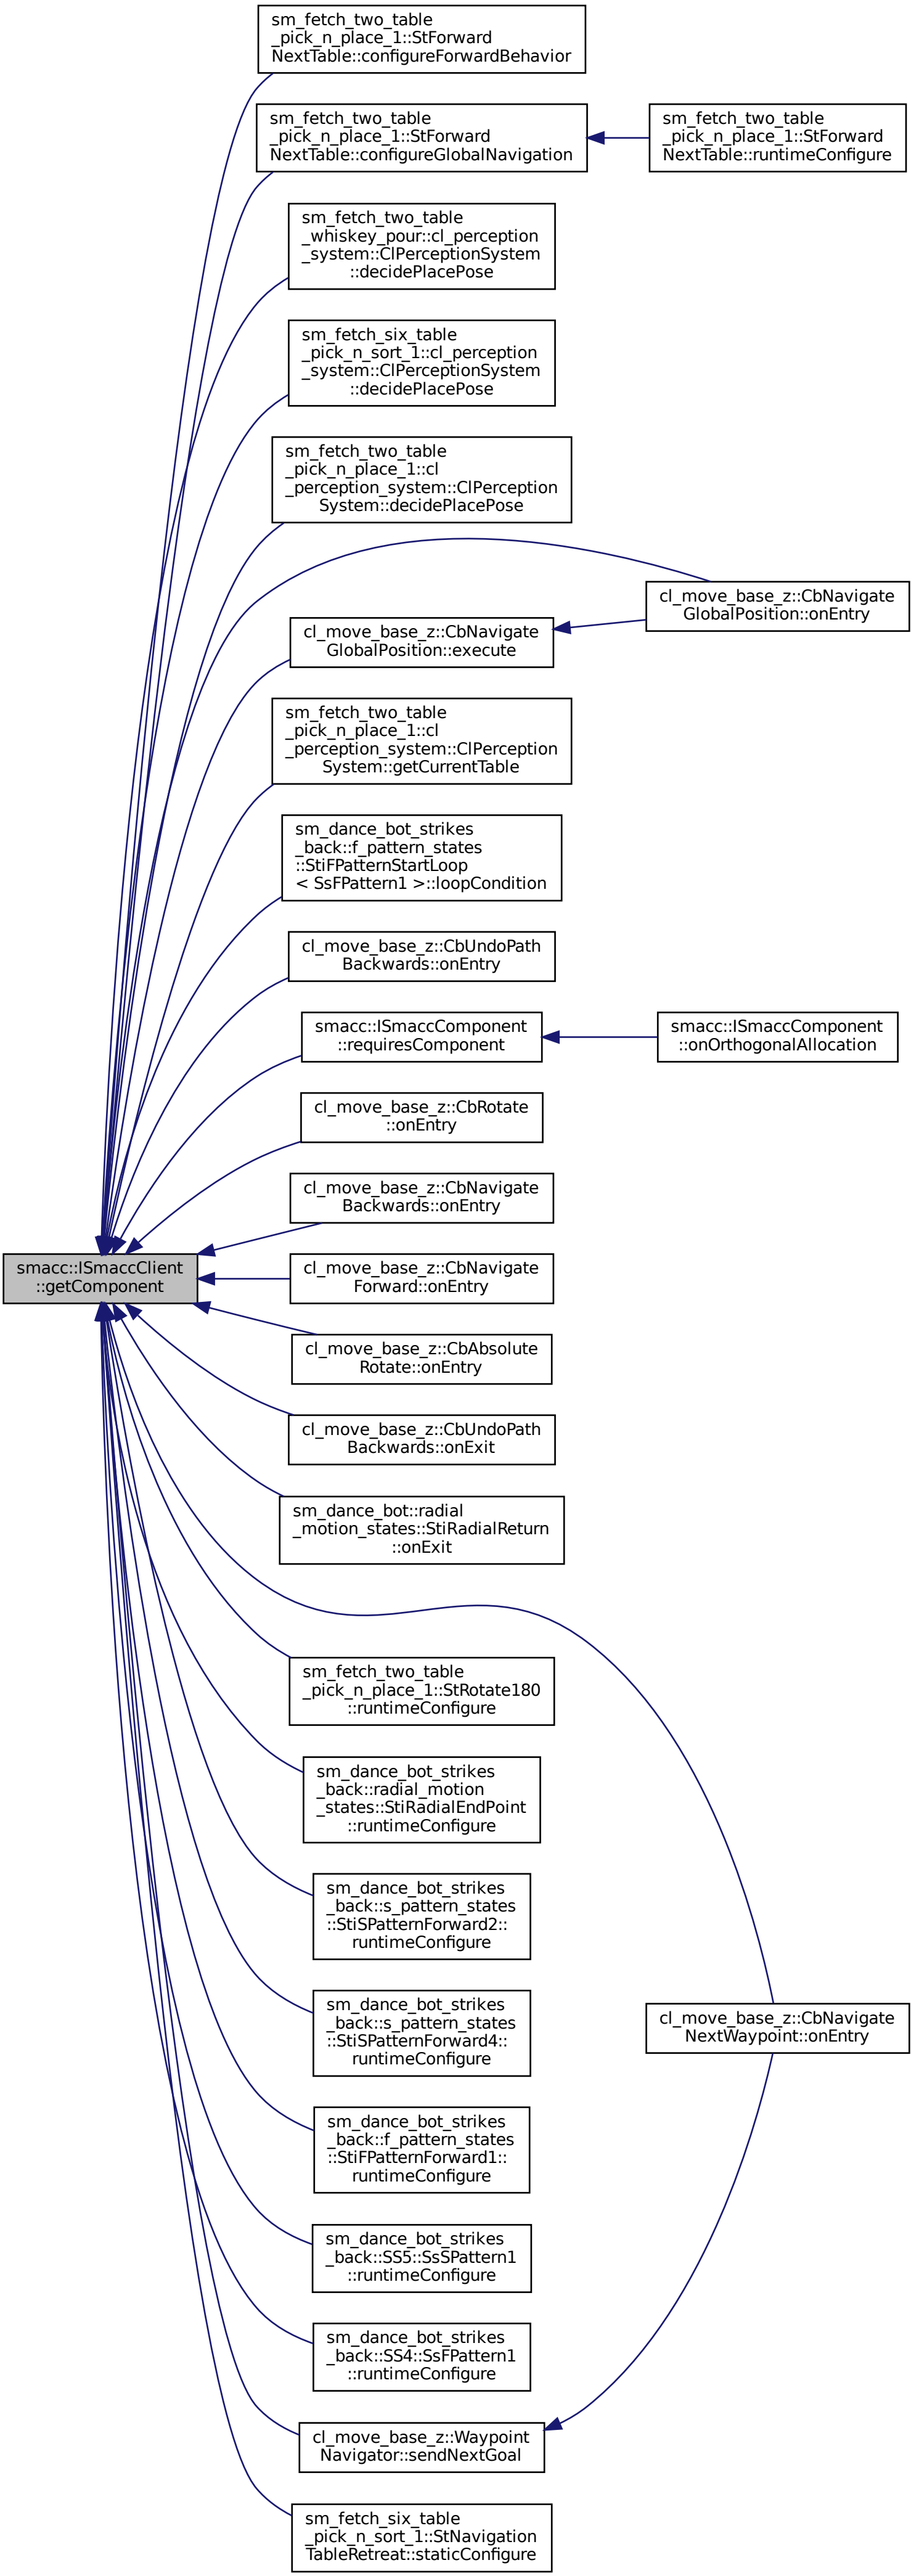 sm_fetch_two_table
_pick_n_place_1::StForward
NextTable::configureForwardBehavior
sm_fetch_two_table
_pick_n_place_1::StForward
NextTable::configureGlobalNavigation
sm_fetch_two_table
_pick_n_place_1::StForward
NextTable::runtimeConfigure
sm_fetch_two_table
_whiskey_pour::cl_perception
_system::ClPerceptionSystem
::decidePlacePose
sm_fetch_six_table
_pick_n_sort_1::cl_perception
_system::ClPerceptionSystem
::decidePlacePose
sm_fetch_two_table
_pick_n_place_1::cl
_perception_system::ClPerception
System::decidePlacePose
cl_move_base_z::CbNavigate
GlobalPosition::onEntry
cl_move_base_z::CbNavigate
GlobalPosition::execute
sm_fetch_two_table
_pick_n_place_1::cl
_perception_system::ClPerception
System::getCurrentTable
sm_dance_bot_strikes
_back::f_pattern_states
::StiFPatternStartLoop
< SsFPattern1 >::loopCondition
cl_move_base_z::CbUndoPath
Backwards::onEntry
smacc::ISmaccComponent
::requiresComponent
smacc::ISmaccComponent
::onOrthogonalAllocation
cl_move_base_z::CbRotate
::onEntry
cl_move_base_z::CbNavigate
Backwards::onEntry
smacc::ISmaccClient
::getComponent
cl_move_base_z::CbNavigate
Forward::onEntry
cl_move_base_z::CbAbsolute
Rotate::onEntry
cl_move_base_z::CbUndoPath
Backwards::onExit
sm_dance_bot::radial
_motion_states::StiRadialReturn
::onExit
sm_fetch_two_table
_pick_n_place_1::StRotate180
::runtimeConfigure
sm_dance_bot_strikes
_back::radial_motion
_states::StiRadialEndPoint
::runtimeConfigure
sm_dance_bot_strikes
_back::s_pattern_states
::StiSPatternForward2::
runtimeConfigure
sm_dance_bot_strikes
_back::s_pattern_states
::StiSPatternForward4::
runtimeConfigure
cl_move_base_z::CbNavigate
NextWaypoint::onEntry
sm_dance_bot_strikes
_back::f_pattern_states
::StiFPatternForward1::
runtimeConfigure
sm_dance_bot_strikes
_back::SS5::SsSPattern1
::runtimeConfigure
sm_dance_bot_strikes
_back::SS4::SsFPattern1
::runtimeConfigure
cl_move_base_z::Waypoint
Navigator::sendNextGoal
sm_fetch_six_table
_pick_n_sort_1::StNavigation
TableRetreat::staticConfigure